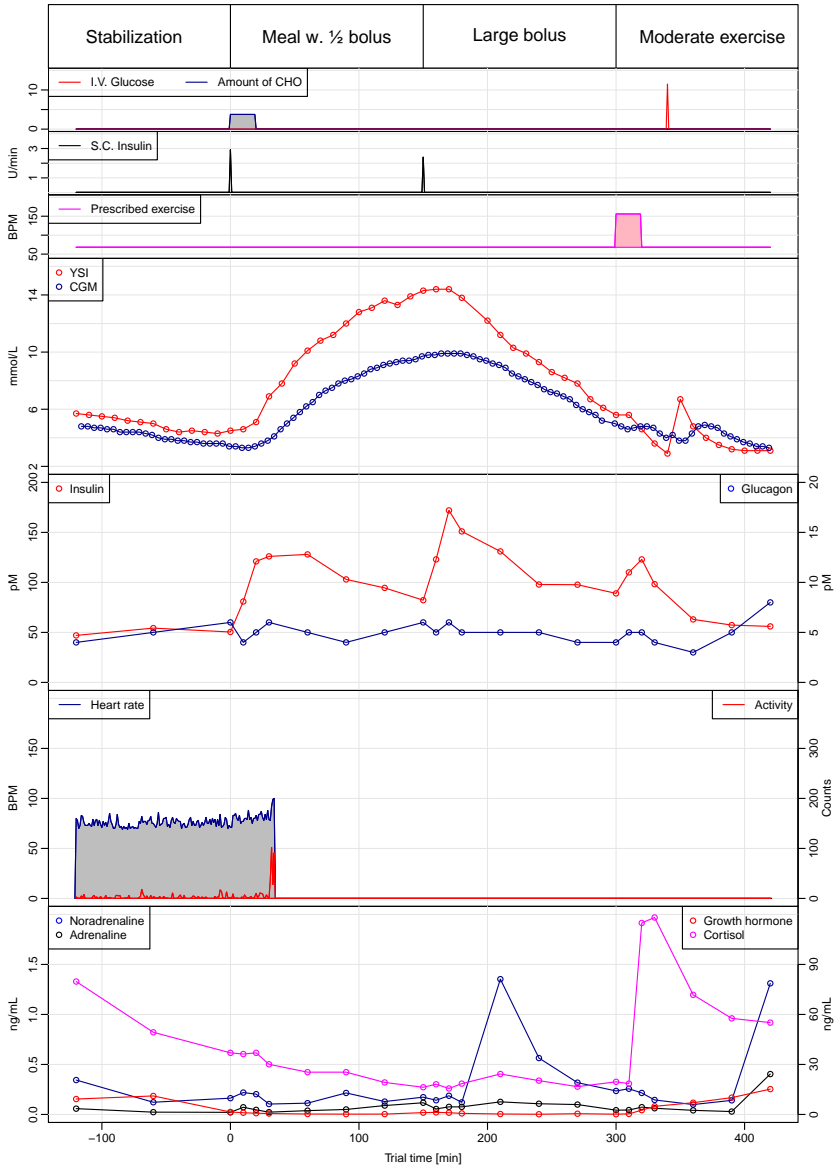 Stabilization
Meal w. ½ bolus
Large bolus
Moderate exercise
I.V. Glucose
Amount of CHO
0
10
S.C. Insulin
U/min
1
3
Prescribed exercise
BPM
50
150
YSI
CGM
mmol/L
2
6
10
14
Insulin
Glucagon
pM
0
50
100
150
200
pM
0
5
10
15
20
Heart rate
Activity
BPM
0
50
100
150
Counts
0
100
200
300
Noradrenaline
Adrenaline
Growth hormone
Cortisol
ng/mL
0.0
0.5
1.0
1.5
ng/mL
0
30
60
90
−100
0
100
200
300
400
Trial time [min]